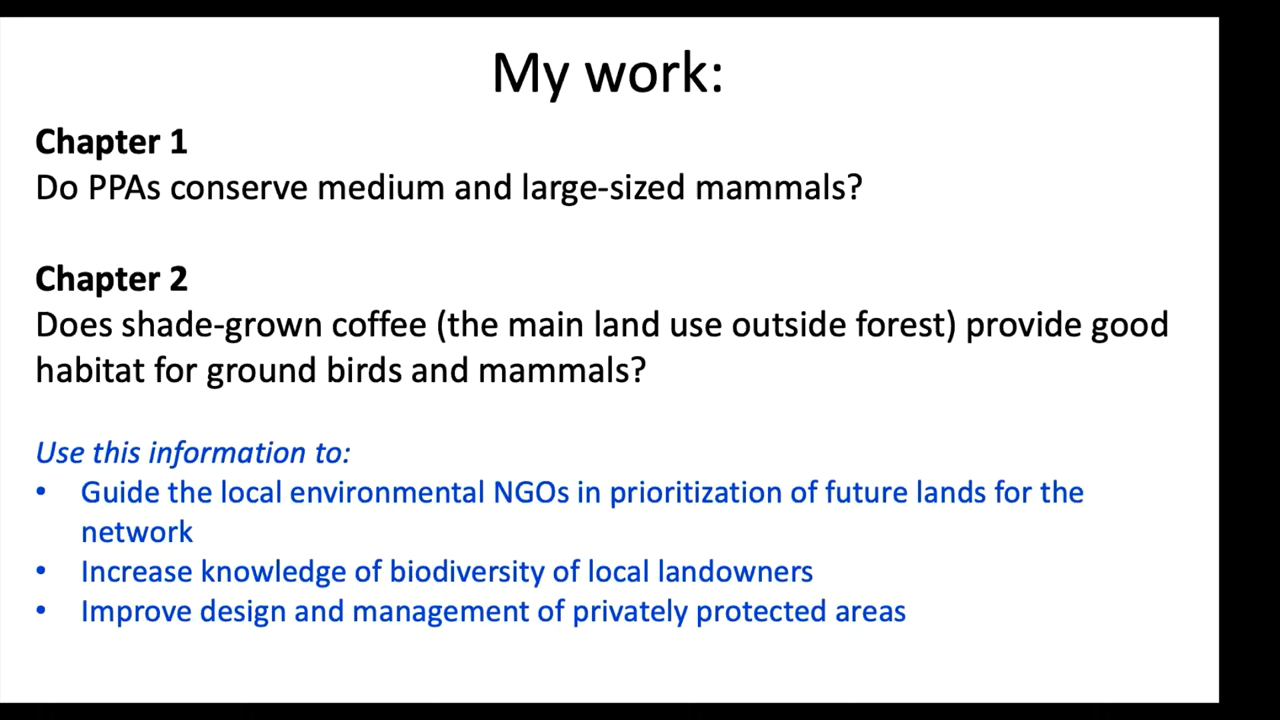 My work:
Chapter 1
Do PPAs conserve medium and large-sized mammals?
Chapter 2
Does shade-grown coffee (the main land use outside forest) provide good
habitat for ground birds and mammals?
Use this information to:
• Guide the local environmental NGOs in prioritization of future lands for the
network
• Increase knowledge of biodiversity of local landowners
• Improve design and management of privately protected areas